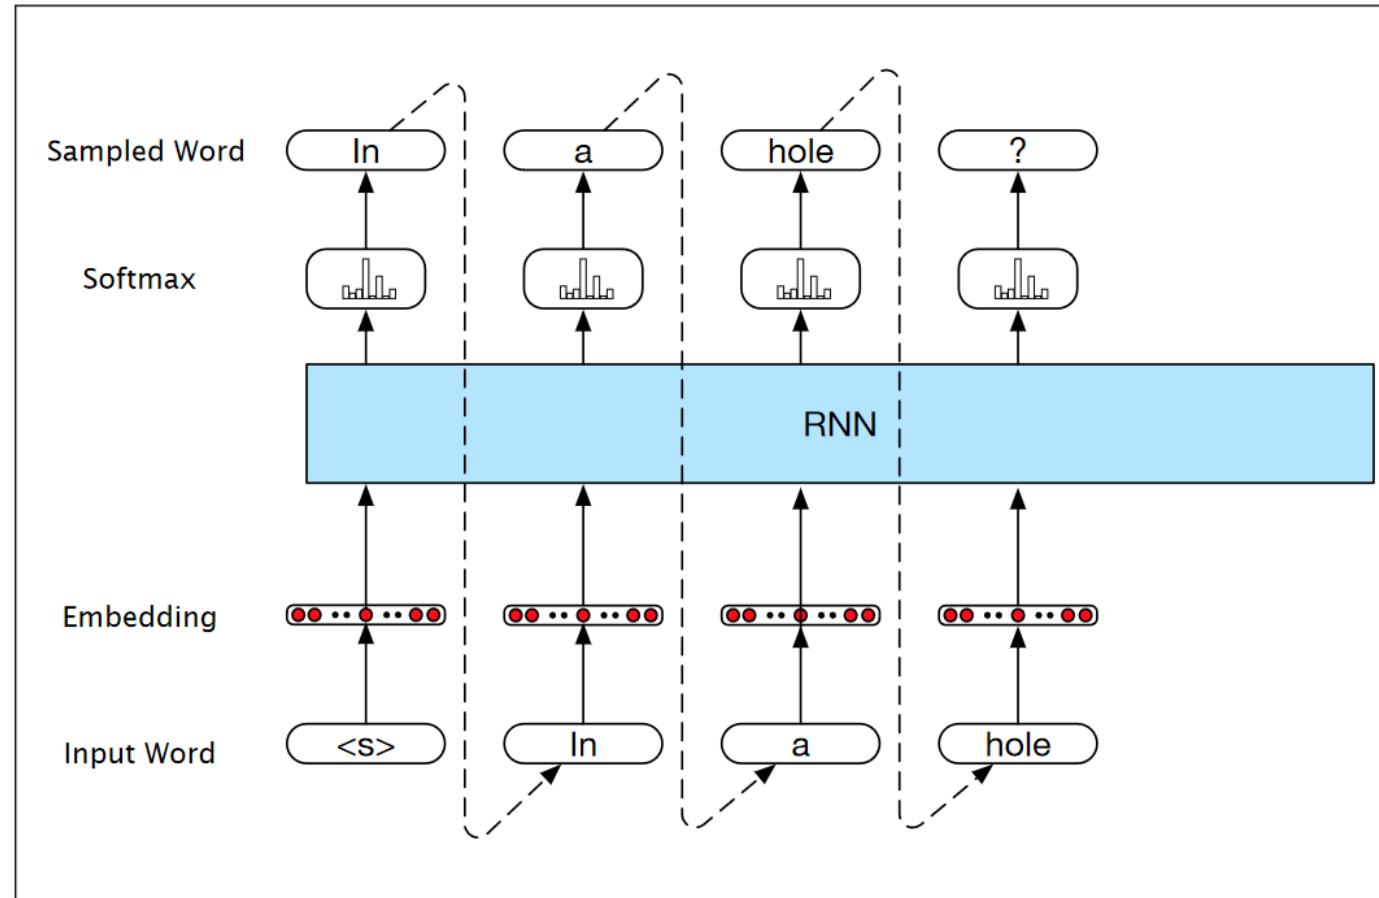 Sampled Word In a hole ?
Softmax
RNN
Embedding
Input Word <s> In a hole